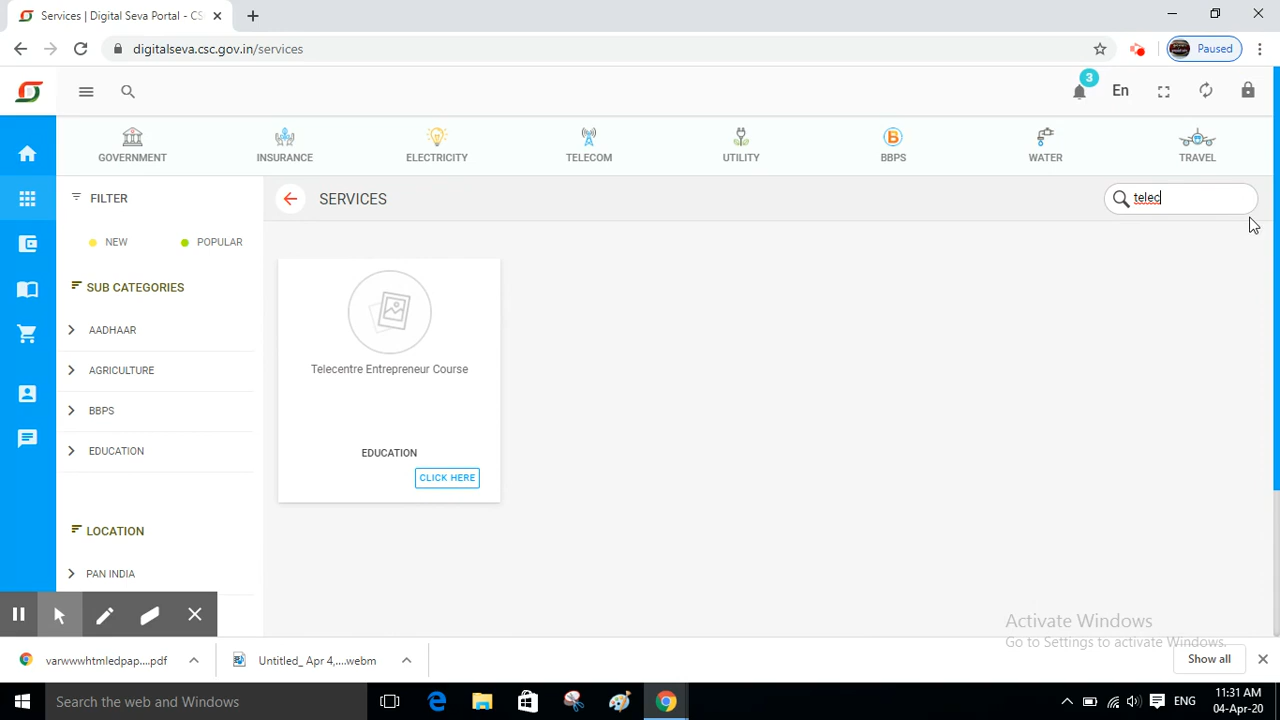 Services | Digital Seva Portal - CS
digitalseva.csc.gov.in/services
Paused
3
En
GOVERNMENT
INSURANCE
ELECTRICITY
TELECOM
UTILITY
BBPS
WATER
TRAVEL
FILTER
SERVICES
telec
NEW
POPULAR
SUB CATEGORIES
AADHAAR
AGRICULTURE
BBPS
EDUCATION
LOCATION
PAN INDIA
Telecentre Entrepreneur Course
EDUCATION
CLICK HERE
Activate Windows
Go to Settings to activate Windows.
varwwwhtmledpap....pdf
Untitled_ Apr 4,....webm
Show all
Search the web and Windows
ENG
11:31 AM
04-Apr-20